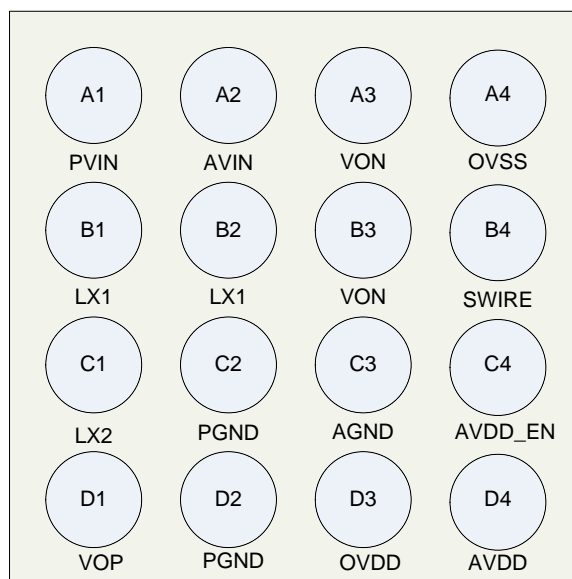 A1 A2 A3 A4
PVIN AVIN VON OVSS
B1 B2 B3 B4
LX1 LX1 VON SWIRE
C1 C2 C3 C4
LX2 PGND AGND AVDD_EN
D1 D2 D3 D4
VOP PGND OVDD AVDD